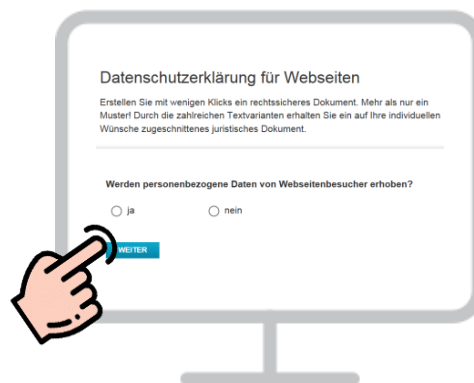 Datenschutzerklärung für Webseiten
Erstellen Sie mit wenigen Klicks ein rechtssicheres Dokument. Mehr als nur ein
Muster! Durch die zahlreichen Textvarianten erhalten Sie ein auf Ihre individuellen
Wünsche zugeschnittenes juristisches Dokument.
Werden personenbezogene Daten von Webseitenbesucher erhoben?
ja nein
WEITER